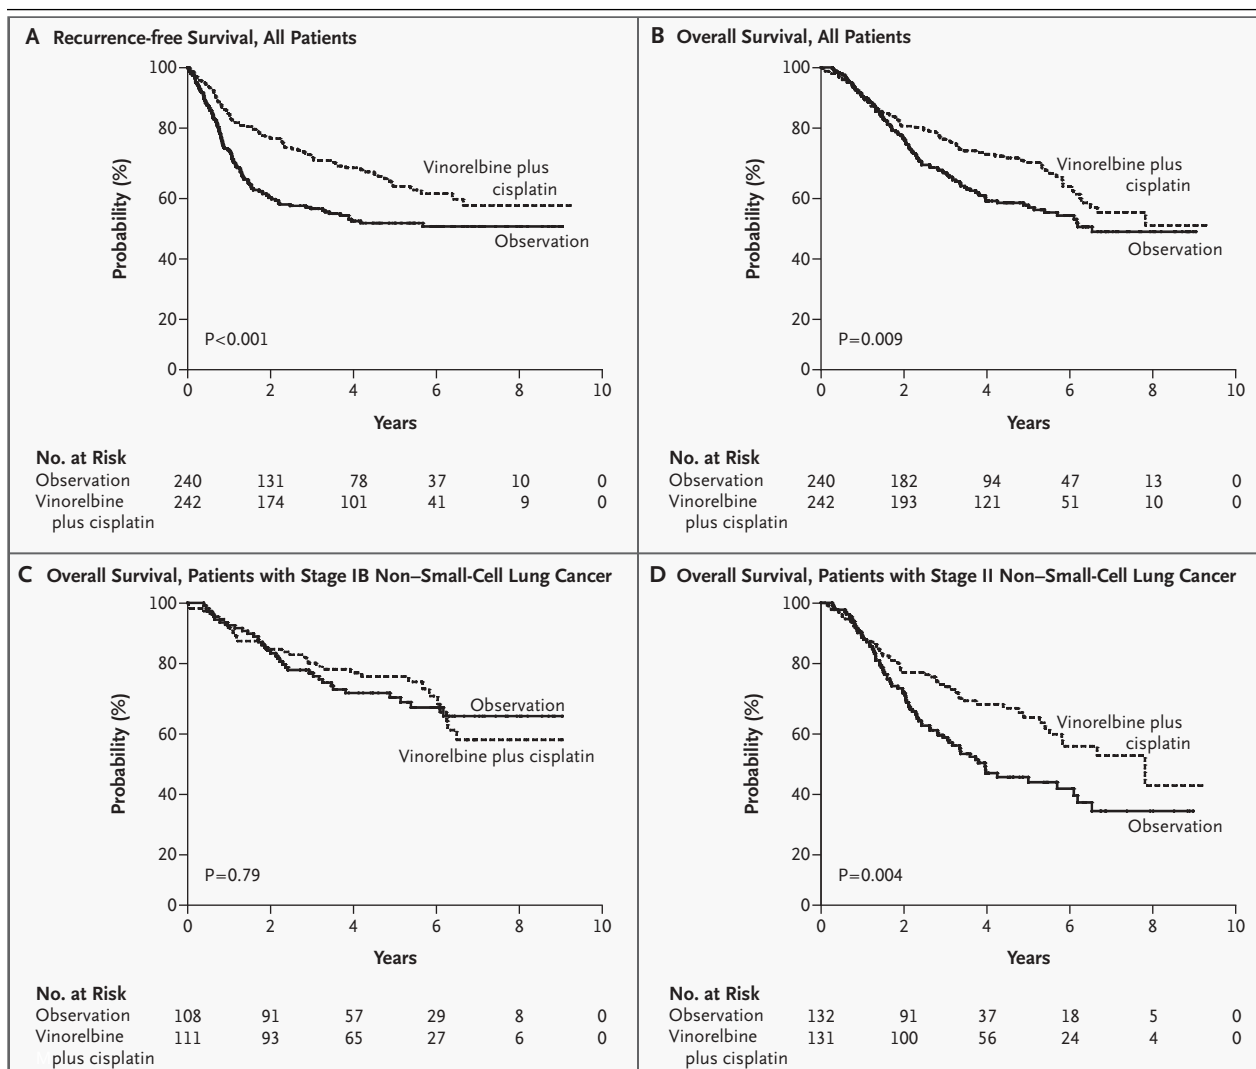 A Recurrence-free Survival, All Patients
100
80
60
40
20
0
Probability (%)
Vinorelbine plus
cisplatin
Observation
P<0.001
0 2 4 6 8 10
Years
No. at Risk
Observation 240 131 78 37 10 0
Vinorelbine 242 174 101 41 9 0
plus cisplatin
B Overall Survival, All Patients
100
80
60
40
20
0
Probability (%)
Vinorelbine plus
cisplatin
Observation
P=0.009
0 2 4 6 8 10
Years
No. at Risk
Observation 240 182 94 47 13 0
Vinorelbine 242 193 121 51 10 0
plus cisplatin
C Overall Survival, Patients with Stage IB Non–Small-Cell Lung Cancer
100
80
60
40
20
0
Probability (%)
Observation
Vinorelbine plus cisplatin
P=0.79
0 2 4 6 8 10
Years
No. at Risk
Observation 108 91 57 29 8 0
Vinorelbine 111 93 65 27 6 0
plus cisplatin
D Overall Survival, Patients with Stage II Non–Small-Cell Lung Cancer
100
80
60
40
20
0
Probability (%)
Vinorelbine plus
cisplatin
Observation
P=0.004
0 2 4 6 8 10
Years
No. at Risk
Observation 132 91 37 18 5 0
Vinorelbine 131 100 56 24 4 0
plus cisplatin